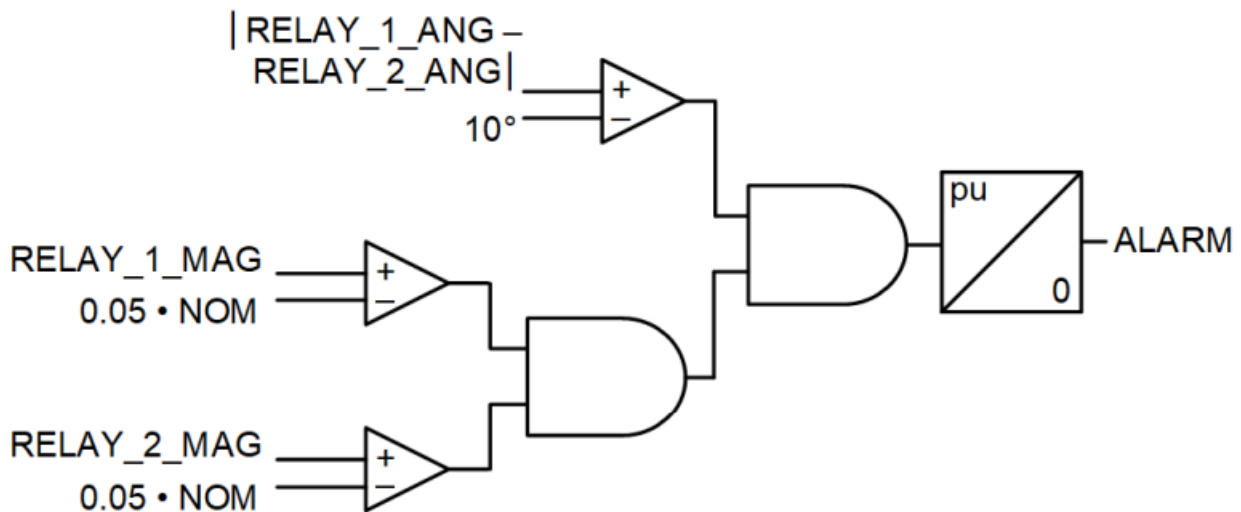 |RELAY_1_ANG –
RELAY_2_ANG|
+
10°
–
pu
RELAY_1_MAG
+
ALARM
0.05 • NOM
–
0
RELAY_2_MAG
+
0.05 • NOM
–